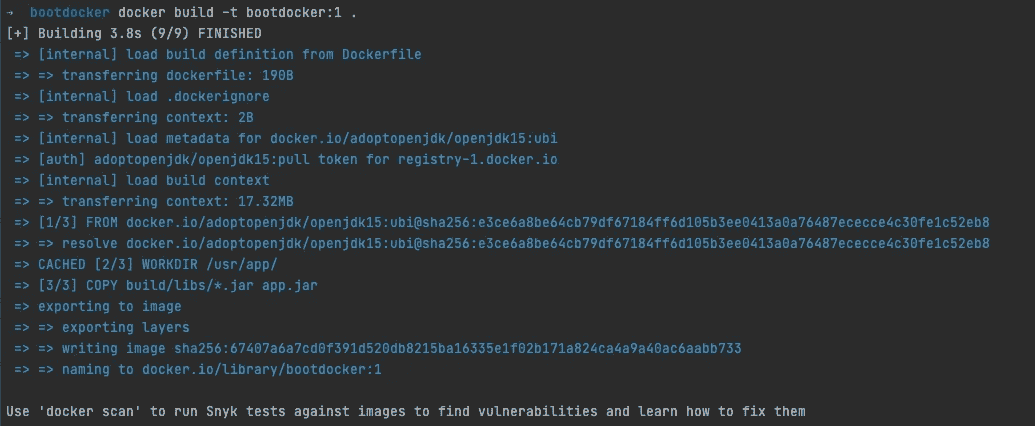 → bootdocker docker build -t bootdocker:1 .
[+] Building 3.8s (9/9) FINISHED
=> [internal] load build definition from Dockerfile
=> => transferring dockerfile: 190B
=> [internal] load .dockerignore
=> => transferring context: 2B
=> [internal] load metadata for docker.io/adoptopenjdk/openjdk15:ubi
=> [auth] adoptopenjdk/openjdk15:pull token for registry-1.docker.io
=> [internal] load build context
=> => transferring context: 17.32MB
=> [1/3] FROM docker.io/adoptopenjdk/openjdk15:ubi@sha256:e3ce6a8be64cb79df67184ff6d105b3ee0413a0a76487ececce4c30fe1c52eb8
=> => resolve docker.io/adoptopenjdk/openjdk15:ubi@sha256:e3ce6a8be64cb79df67184ff6d105b3ee0413a0a76487ececce4c30fe1c52eb8
=> CACHED [2/3] WORKDIR /usr/app/
=> [3/3] COPY build/libs/*.jar app.jar
=> exporting to image
=> => exporting layers
=> => writing image sha256:67407a6a7cd0f391d520db8215ba16335e1f02b171a824ca4a9a40ac6aabb733
=> => naming to docker.io/library/bootdocker:1
Use 'docker scan' to run Snyk tests against images to find vulnerabilities and learn how to fix them